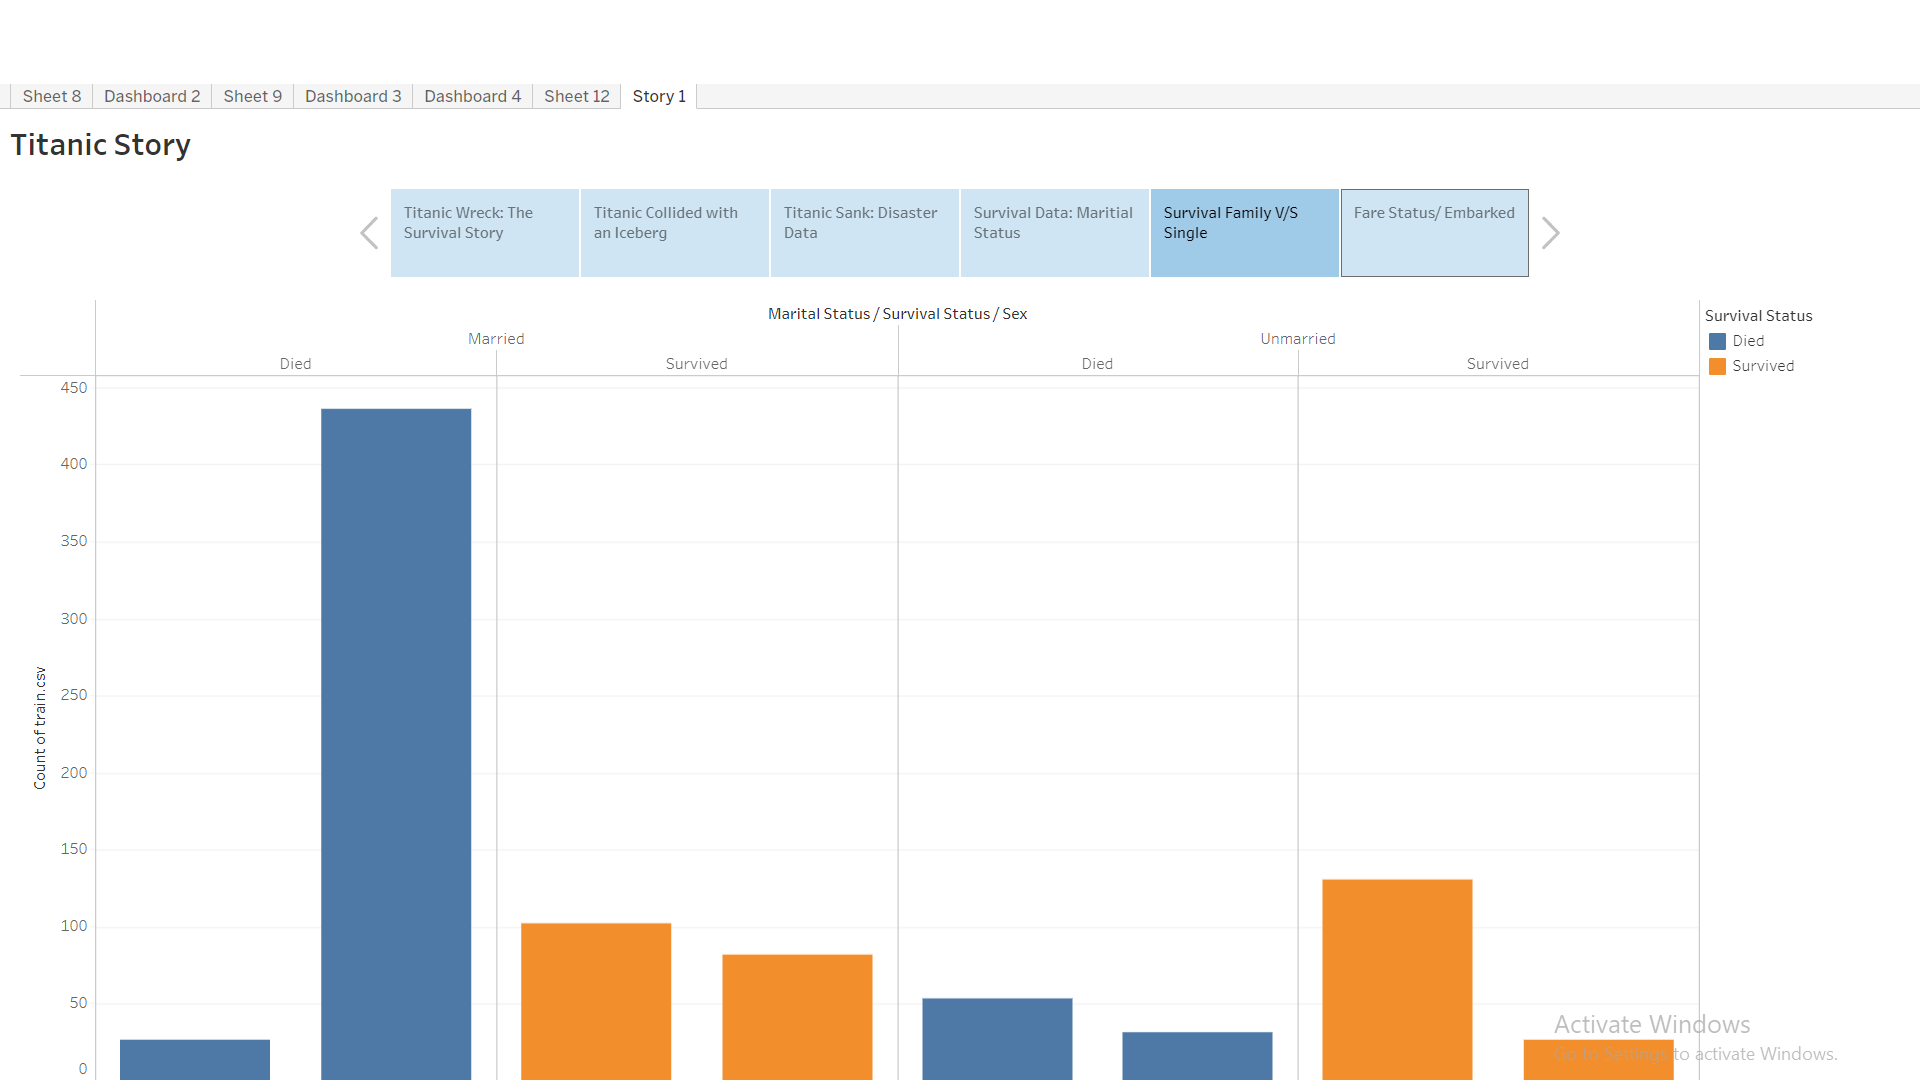 Sheet 8 Dashboard 2 Sheet 9 Dashboard 3 Dashboard 4 Sheet 12 Story 1
Titanic Story
Titanic Wreck: The
Survival Story
Titanic Collided with
an Iceberg
Titanic Sank: Disaster
Data
Survival Data: Maritial
Status
Survival Family V/S
Single
Fare Status/ Embarked
Marital Status / Survival Status / Sex
Married Unmarried
Died Survived Died Survived
Survival Status
Died
Survived
450
400
350
300
250
200
150
100
50
0
Count of train.csv
Activate Windows
Go to Settings to activate Windows.